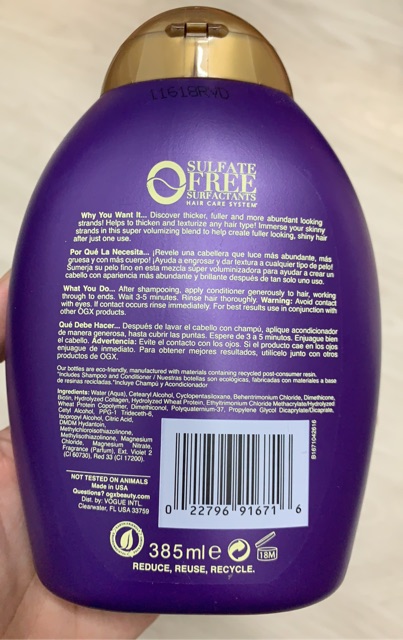 11618RVO
SULFATE
FREE
SURFACTANTS
HAIR CARE SYSTEM*
Why You Want It... Discover thicker, fuller and more abundant looking
strands! Helps to thicken and texturize any hair type! Immerse your skinny
strands in this super volumizing blend to help create fuller looking, shiny hair
after just one use.
Por Qué La Necesita... ¡Revele una cabellera que luce más abundante, más
gruesa y con más cuerpo! ¡Ayuda a engrosar y dar textura a cualquier tipo de pelo!
Sumerja su pelo fino en esta mezcla súper voluminizadora para ayudar a crear un
cabello con apariencia más abundante y brillante después de tan solo uno uso.
What You Do... After shampooing, apply conditioner generously to hair, working
through to ends. Wait 3-5 minutes. Rinse hair thoroughly. Warning: Avoid contact
with eyes. If contact occurs rinse immediately. For best results use in conjunction with
other OGX products.
Qué Debe Hacer... Después de lavar el cabello con champú, aplique acondicionador
de manera generosa, hasta cubrir las puntas. Espere de 3 a 5 minutos. Enjuague bien
el cabello. Advertencia: Evite el contacto con los ojos. Si el producto cae en los ojos
enjuague de inmediato. Para obtener mejores resultados, utilícelo junto con otros
productos de OGX.
Our bottles are eco-friendly, manufactured with materials containing recycled post-consumer resin.
*Includes Shampoo and Conditioner / Nuestras botellas son ecológicas, fabricadas con materiales a base
de resinas recicladas. *Incluye Champú y Acondicionador
Ingredients: Water (Aqua), Cetearyl Alcohol, Cyclopentasiloxane, Behentrimonium Chloride, Dimethicone,
Biotin, Hydrolyzed Collagen, Hydrolyzed Wheat Protein, Ethyltrimonium Chloride Methacrylate/Hydrolyzed
Wheat Protein Copolymer, Dimethiconol, Polyquaternium-37, Propylene Glycol Dicaprylate/Dicaprate,
Cetyl Alcohol, PPG-1 Trideceth-6,
Isopropyl Alcohol, Citric Acid,
DMDM Hydantoin,
Methylchloroisothiazolinone,
Methylisothiazolinone, Magnesium
Chloride, Magnesium Nitrate,
Fragrance (Parfum), Ext. Violet 2
(CI 60730), Red 33 (CI 17200).
B1671042616
NOT TESTED ON ANIMALS
Made in USA
Questions? ogxbeauty.com
Dist. by: VOGUE INTL.
Clearwater, FL USA 33759
0 22796 91671 6
385ml e
18M
REDUCE, REUSE, RECYCLE.